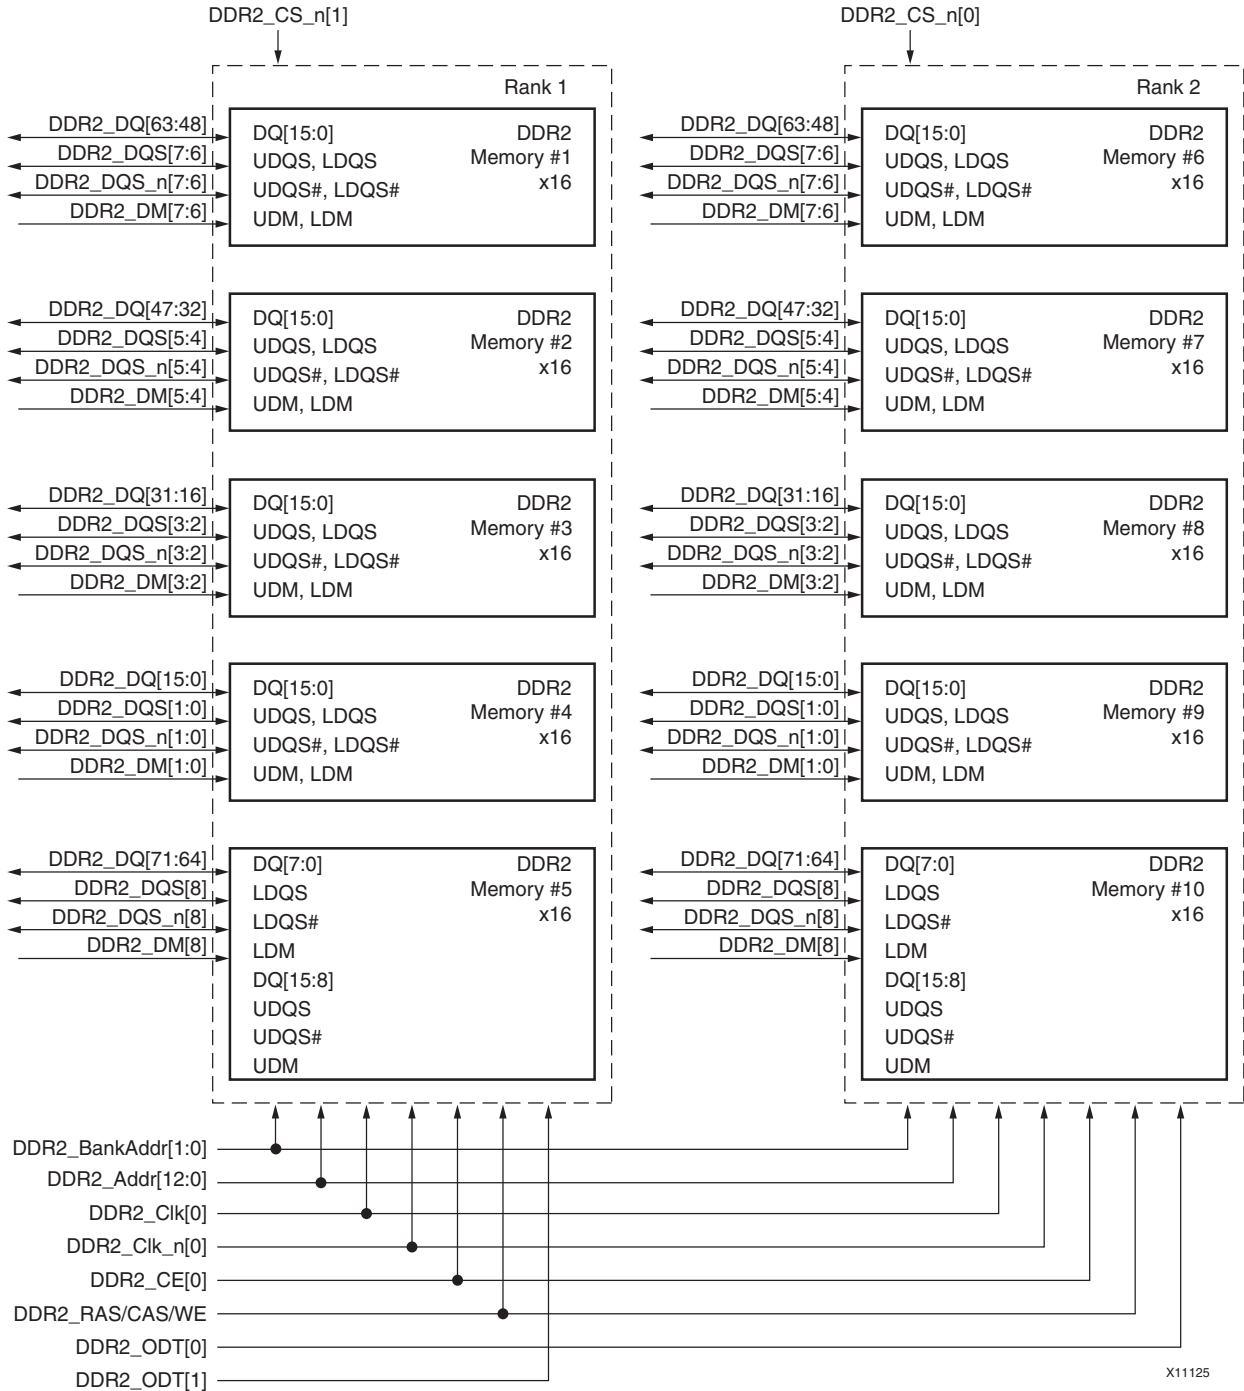 DDR2_CS_n[1]
DDR2_CS_n[0]
Rank 1
DDR2_DQ[63:48]
DDR2_DQS[7:6]
DDR2_DQS_n[7:6]
DDR2_DM[7:6]
DQ[15:0]
UDQS, LDQS
UDQS#, LDQS#
UDM, LDM
DDR2
Memory #1
x16
DDR2_DQ[47:32]
DDR2_DQS[5:4]
DDR2_DQS_n[5:4]
DDR2_DM[5:4]
DQ[15:0]
UDQS, LDQS
UDQS#, LDQS#
UDM, LDM
DDR2
Memory #2
x16
DDR2_DQ[31:16]
DDR2_DQS[3:2]
DDR2_DQS_n[3:2]
DDR2_DM[3:2]
DQ[15:0]
UDQS, LDQS
UDQS#, LDQS#
UDM, LDM
DDR2
Memory #3
x16
DDR2_DQ[15:0]
DDR2_DQS[1:0]
DDR2_DQS_n[1:0]
DDR2_DM[1:0]
DQ[15:0]
UDQS, LDQS
UDQS#, LDQS#
UDM, LDM
DDR2
Memory #4
x16
DDR2_DQ[71:64]
DDR2_DQS[8]
DDR2_DQS_n[8]
DDR2_DM[8]
DQ[7:0]
LDQS
LDQS#
LDM
DQ[15:8]
UDQS
UDQS#
UDM
DDR2
Memory #5
x16
Rank 2
DDR2_DQ[63:48]
DDR2_DQS[7:6]
DDR2_DQS_n[7:6]
DDR2_DM[7:6]
DQ[15:0]
UDQS, LDQS
UDQS#, LDQS#
UDM, LDM
DDR2
Memory #6
x16
DDR2_DQ[47:32]
DDR2_DQS[5:4]
DDR2_DQS_n[5:4]
DDR2_DM[5:4]
DQ[15:0]
UDQS, LDQS
UDQS#, LDQS#
UDM, LDM
DDR2
Memory #7
x16
DDR2_DQ[31:16]
DDR2_DQS[3:2]
DDR2_DQS_n[3:2]
DDR2_DM[3:2]
DQ[15:0]
UDQS, LDQS
UDQS#, LDQS#
UDM, LDM
DDR2
Memory #8
x16
DDR2_DQ[15:0]
DDR2_DQS[1:0]
DDR2_DQS_n[1:0]
DDR2_DM[1:0]
DQ[15:0]
UDQS, LDQS
UDQS#, LDQS#
UDM, LDM
DDR2
Memory #9
x16
DDR2_DQ[71:64]
DDR2_DQS[8]
DDR2_DQS_n[8]
DDR2_DM[8]
DQ[7:0]
LDQS
LDQS#
LDM
DQ[15:8]
UDQS
UDQS#
UDM
DDR2
Memory #10
x16
DDR2_BankAddr[1:0]
DDR2_Addr[12:0]
DDR2_Clk[0]
DDR2_Clk_n[0]
DDR2_CE[0]
DDR2_RAS/CAS/WE
DDR2_ODT[0]
DDR2_ODT[1]
X11125